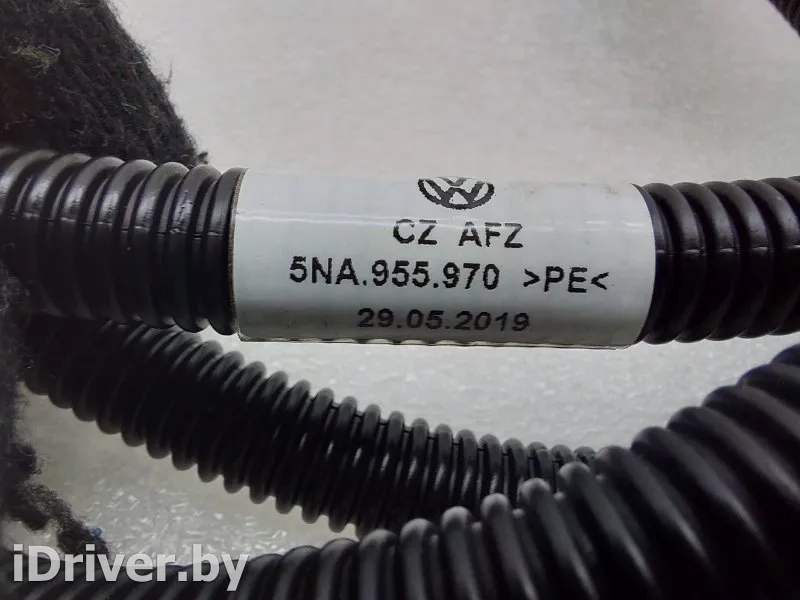 CZ AFZ
5NA.955.970 >PE<
29.05.2019
iDriver.by